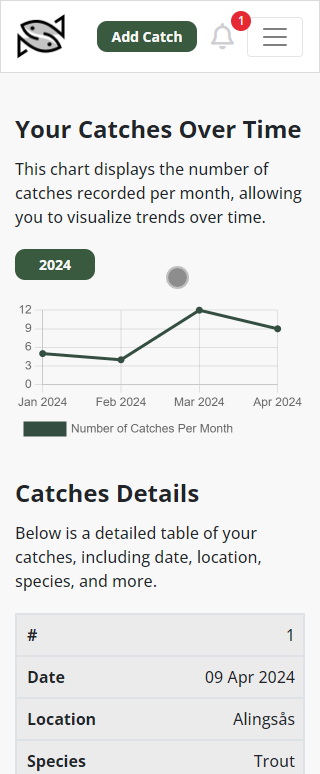 Add Catch
1
Your Catches Over Time
This chart displays the number of
catches recorded per month, allowing
you to visualize trends over time.
2024
12
9
6
3
0
Jan 2024 Feb 2024 Mar 2024 Apr 2024
Number of Catches Per Month
Catches Details
Below is a detailed table of your
catches, including date, location,
species, and more.
# 1
Date 09 Apr 2024
Location Alingsås
Species Trout